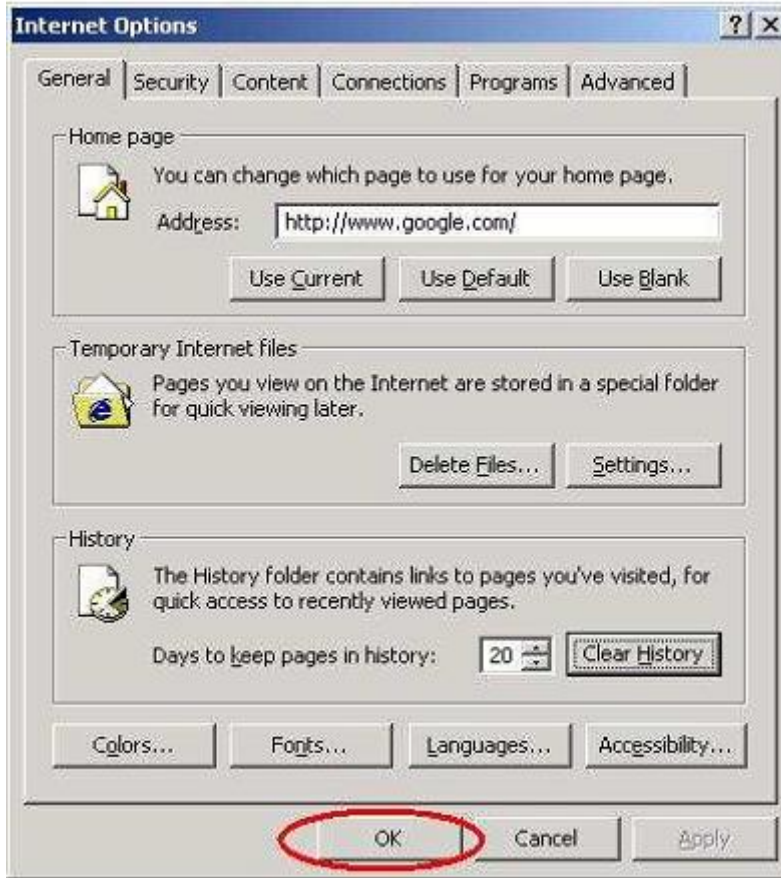 Internet Options
General Security Content Connections Programs Advanced
Home page
You can change which page to use for your home page.
Address: http://www.google.com/
Use Current Use Default Use Blank
Temporary Internet files
Pages you view on the Internet are stored in a special folder
for quick viewing later.
Delete Files... Settings...
History
The History folder contains links to pages you've visited, for
quick access to recently viewed pages.
Days to keep pages in history: 20 Clear History
Colors... Fonts... Languages... Accessibility...
OK Cancel Apply